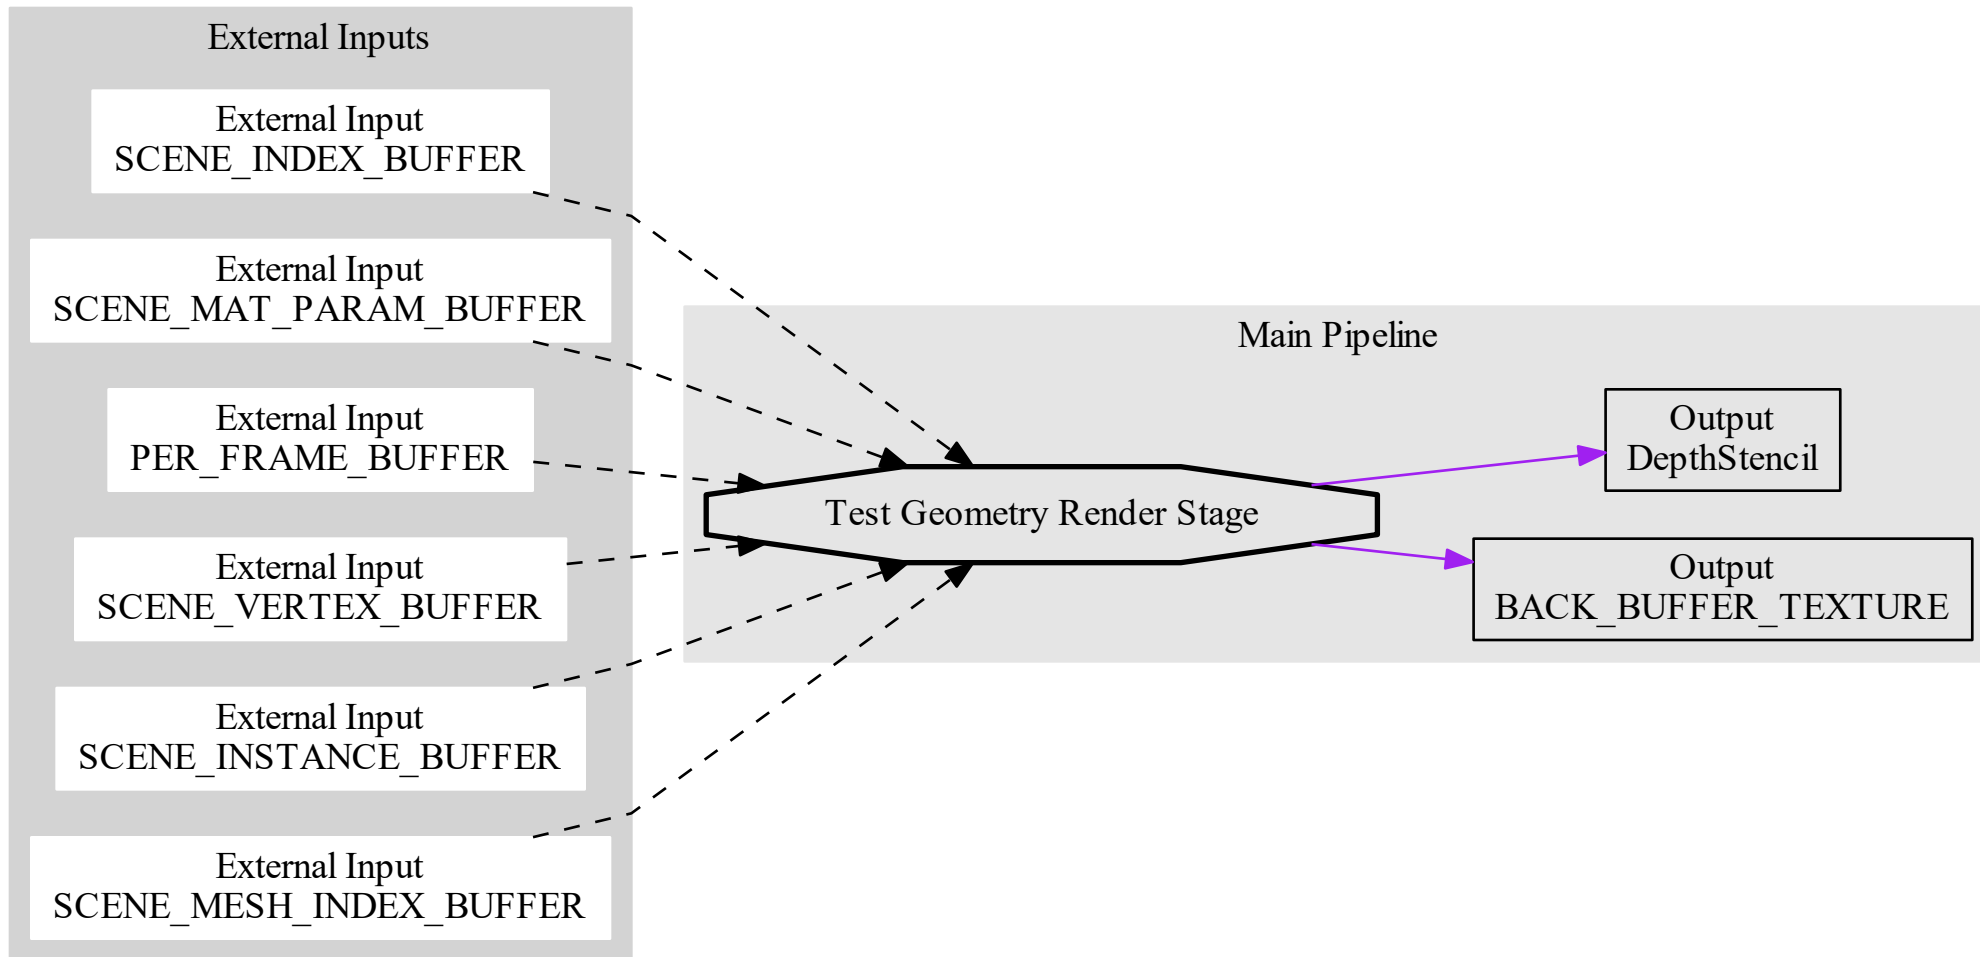 External Inputs
External Input
SCENE_INDEX_BUFFER
External Input
SCENE_MAT_PARAM_BUFFER
External Input
PER_FRAME_BUFFER
External Input
SCENE_VERTEX_BUFFER
External Input
SCENE_INSTANCE_BUFFER
External Input
SCENE_MESH_INDEX_BUFFER
Main Pipeline
Test Geometry Render Stage
Output
DepthStencil
Output
BACK_BUFFER_TEXTURE